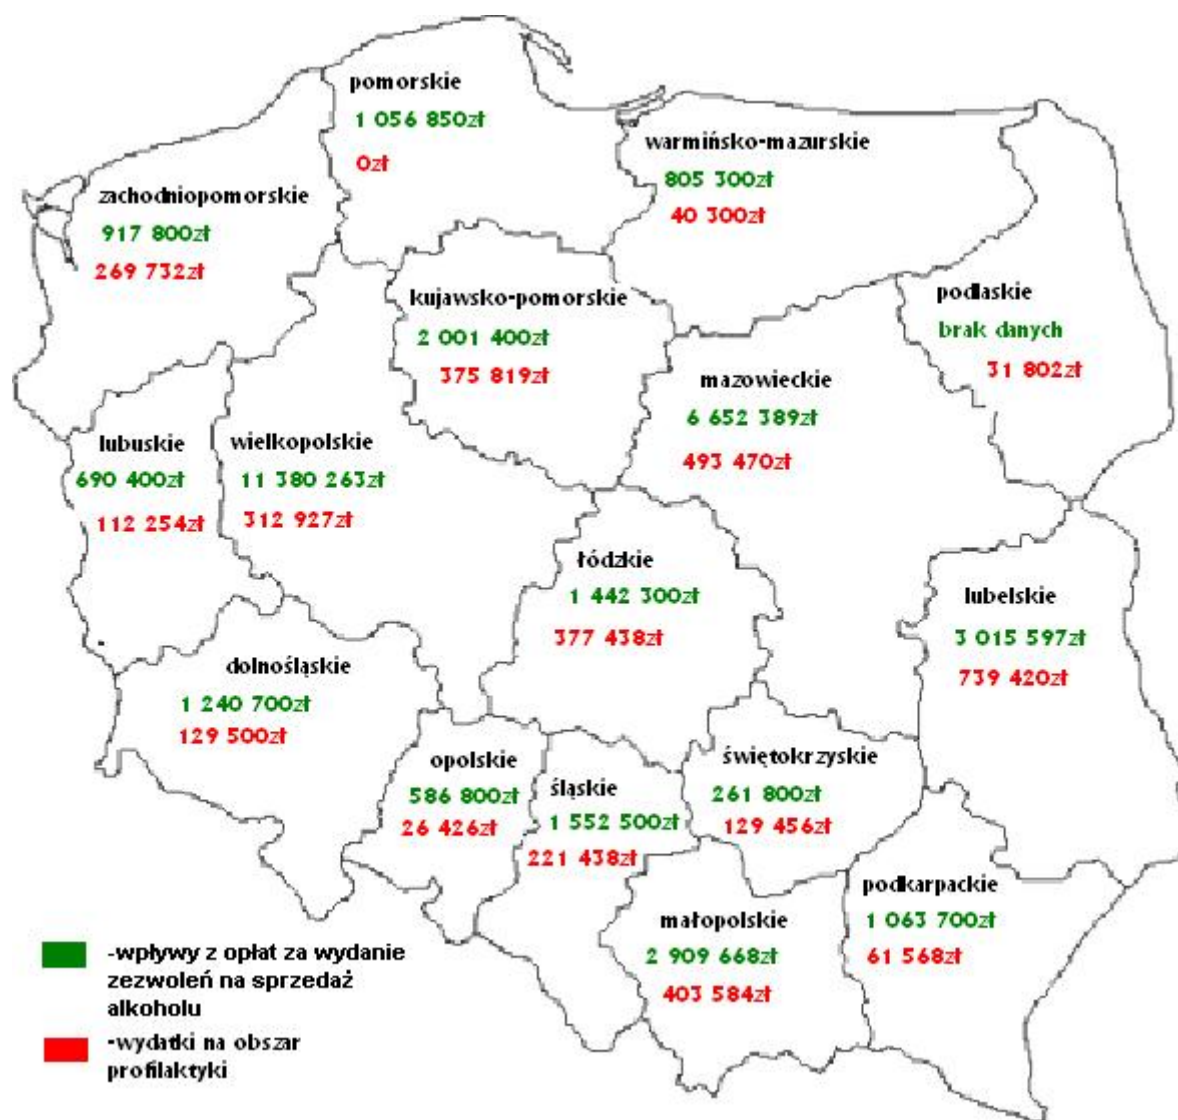 pomorskie
1 056 850zł
0zł
warmińsko-mazurskie
805 300zł
40 300zł
zachodniopomorskie
917 800zł
269 732zł
kujawsko-pomorskie
2 001 400zł
375 819zł
podlaskie
brak danych
31 802zł
mazowieckie
6 652 389zł
493 470zł
lubuskie
690 400zł
112 254zł
wielkopolskie
11 380 263zł
312 927zł
łódzkie
1 442 300zł
377 438zł
lubelskie
3 015 597zł
739 420zł
dolnośląskie
1 240 700zł
129 500zł
opolskie
586 800zł
26 426zł
śląskie
1 552 500zł
221 438zł
świętokrzyskie
261 800zł
129 456zł
małopolskie
2 909 668zł
403 584zł
podkarpackie
1 063 700zł
61 568zł
-wpływy z opłat za wydanie
zezwoleń na sprzedaż
alkoholu
-wydatki na obszar
profilaktyki